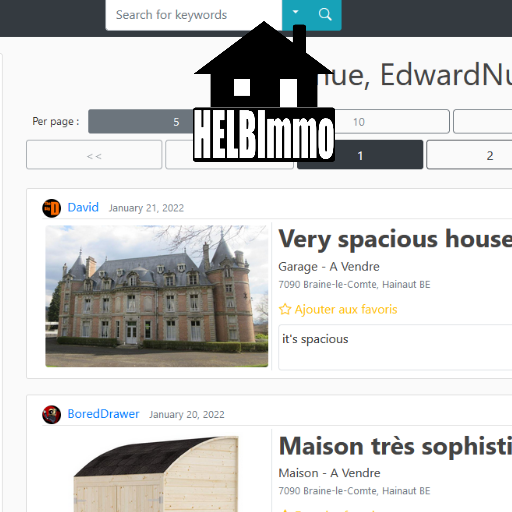 Search for keywords
nue, EdwardNu
HELBImmo
Per page :
5
10
<<
1
2
David January 21, 2022
Very spacious house
Garage - A Vendre
7090 Braine-le-Comte, Hainaut BE
Ajouter aux favoris
it's spacious
BoredDrawer January 20, 2022
Maison très sophisti
Maison - A Vendre
7090 Braine-le-Comte, Hainaut BE